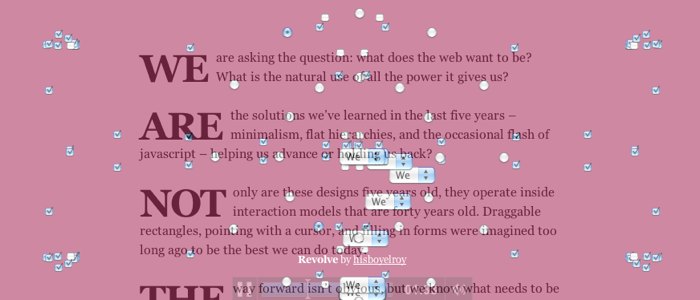 WE are asking the question: what does the web want to be?
What is the natural use of all the power it gives us?
ARE the solutions we've learned in the last five years –
minimalism, flat hierarchies, and the occasional flash of
javascript – helping us advance or holding us back?
We
We
NOT only are these designs five years old, they operate inside
We
interaction models that are forty years old. Draggable
rectangles, pointing with a cursor, and filling in forms were imagined too
long ago to be the best we can do today.
Revolve by hisbovelroy
THE way forward isn't obvious, but we know what needs to be
We